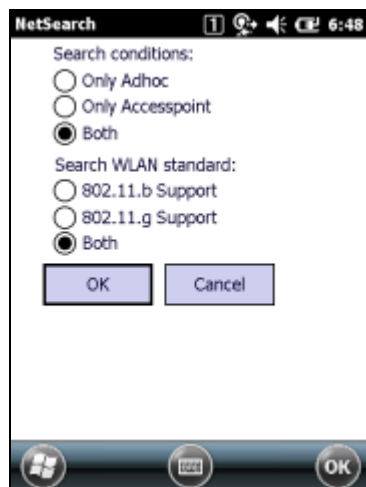 NetSearch 1 6:48
Search conditions:
Only Adhoc
Only Accesspoint
Both
Search WLAN standard:
802.11.b Support
802.11.g Support
Both
OK Cancel
OK